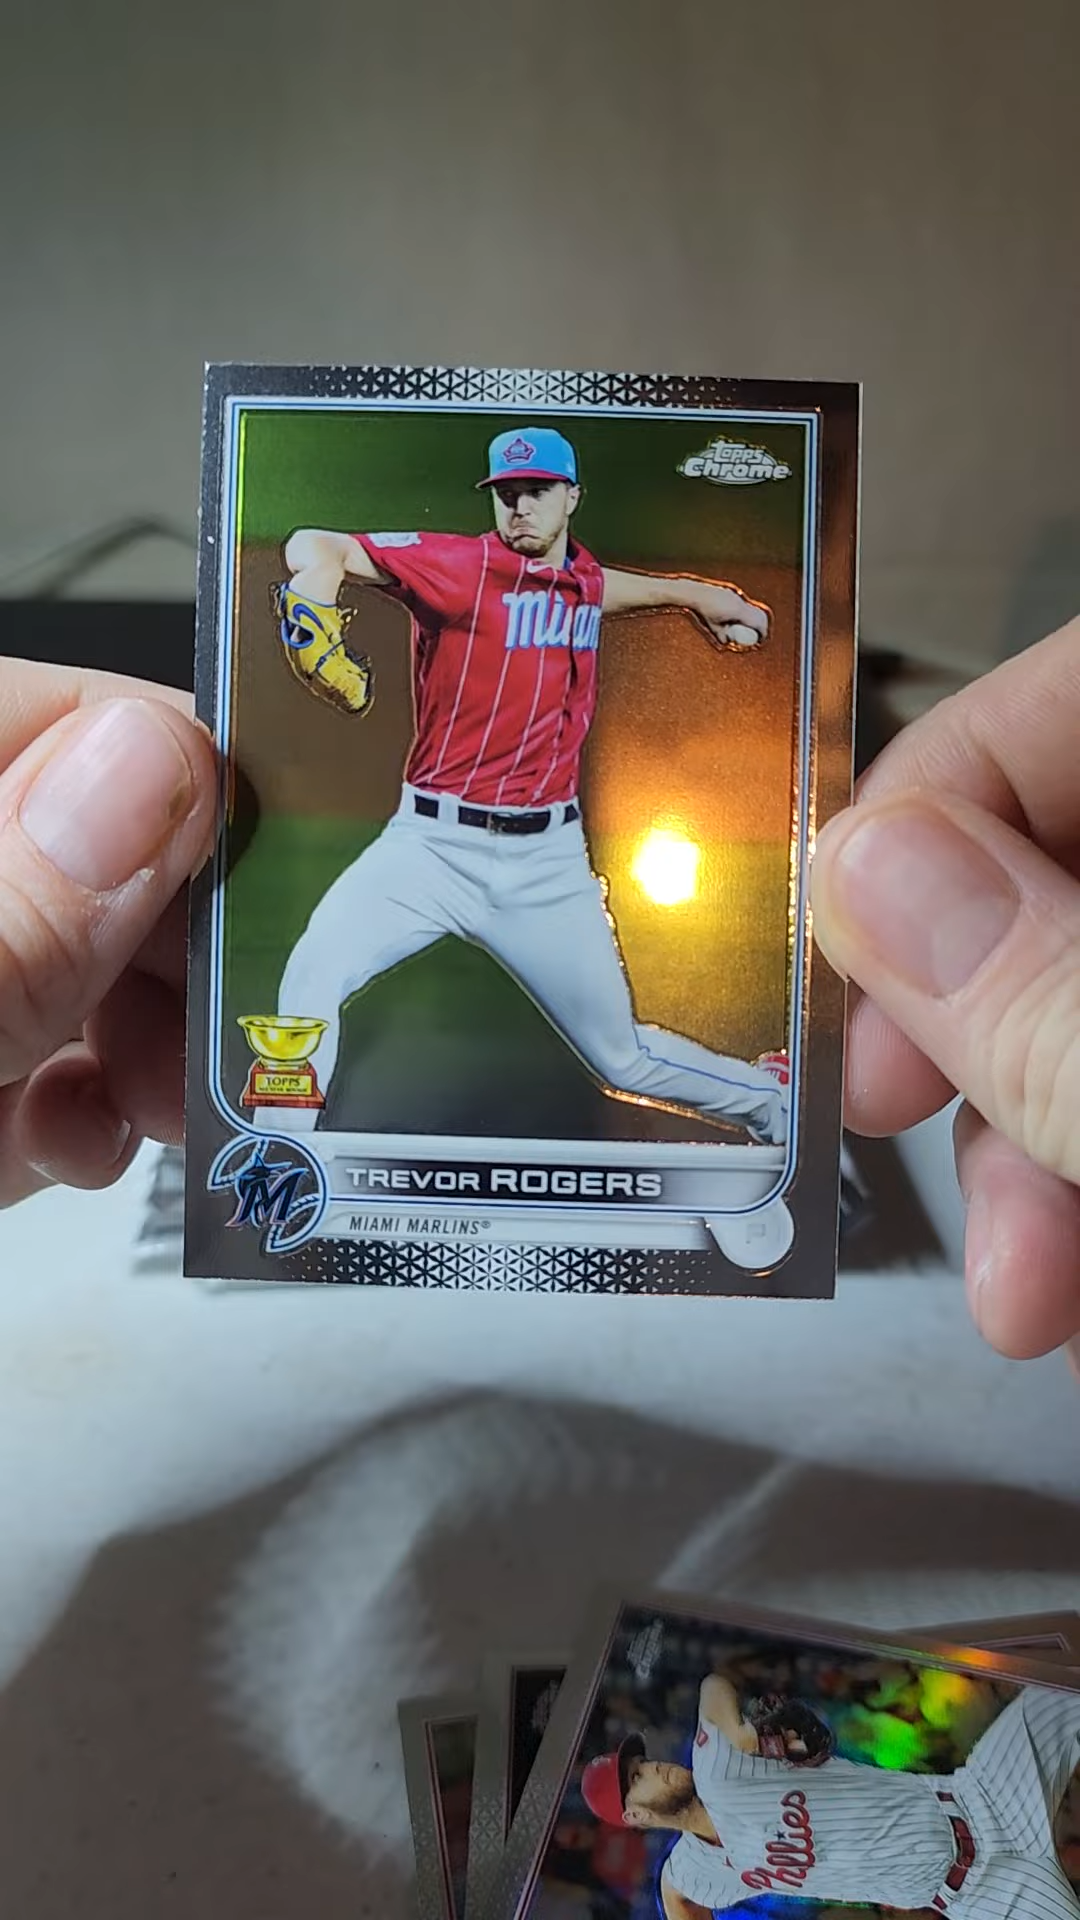 Topps
Chrome
Miami
TOPPS
TREVOR ROGERS
MIAMI MARLINS®
Phillies